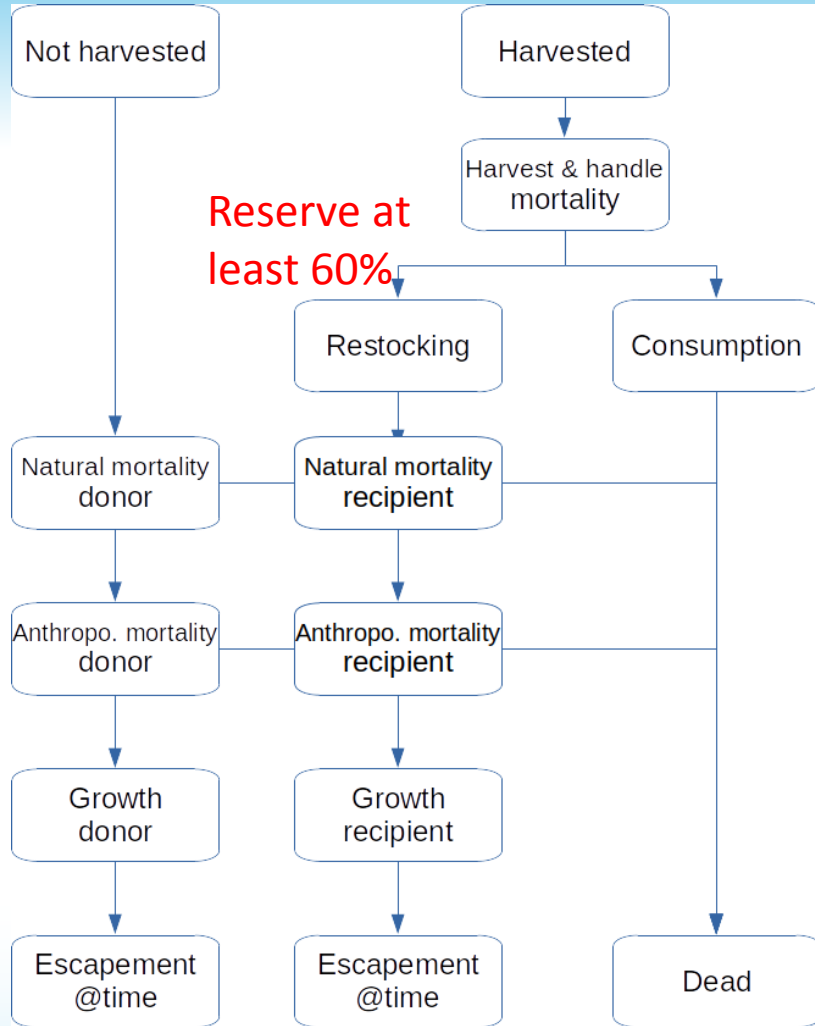 Not harvested
Harvested
Harvest & handle
mortality
Reserve at
least 60%
Restocking
Consumption
Natural mortality
donor
Natural mortality
recipient
Anthropo. mortality
donor
Anthropo. mortality
recipient
Growth
donor
Growth
recipient
Escapement
@time
Escapement
@time
Dead